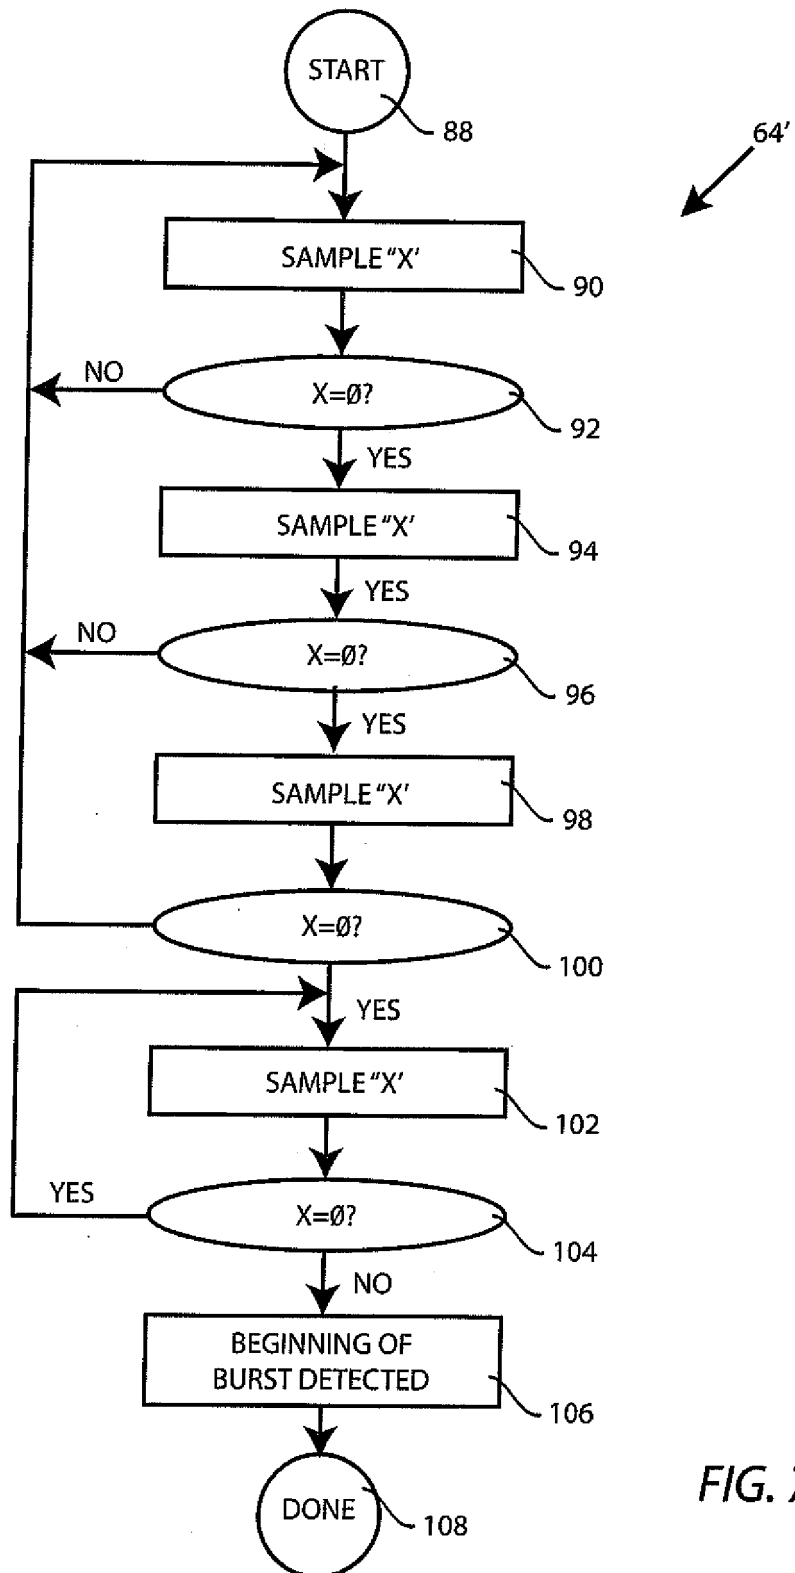 START
88
64'
SAMPLE "X'
90
NO
X=Ø?
92
YES
SAMPLE "X'
94
YES
NO
X=Ø?
96
YES
SAMPLE "X'
98
X=Ø?
100
YES
SAMPLE "X'
102
YES
X=Ø?
104
NO
BEGINNING OF
BURST DETECTED
106
DONE
108
FIG.